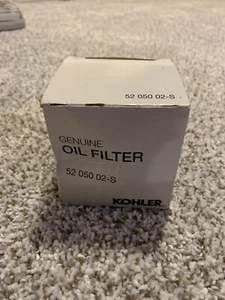 52 050 02-S
GENUINE
OIL FILTER
52 050 02-S
KOHLER